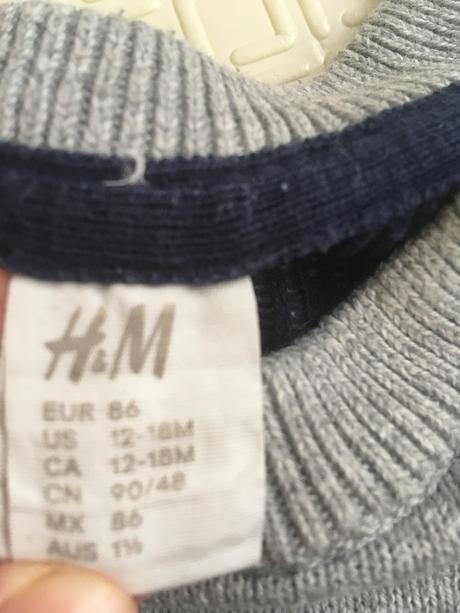 H&M
EUR 86
US 12-18M
CA 12-18M
CN 90/48
MX 86
AUS 1½